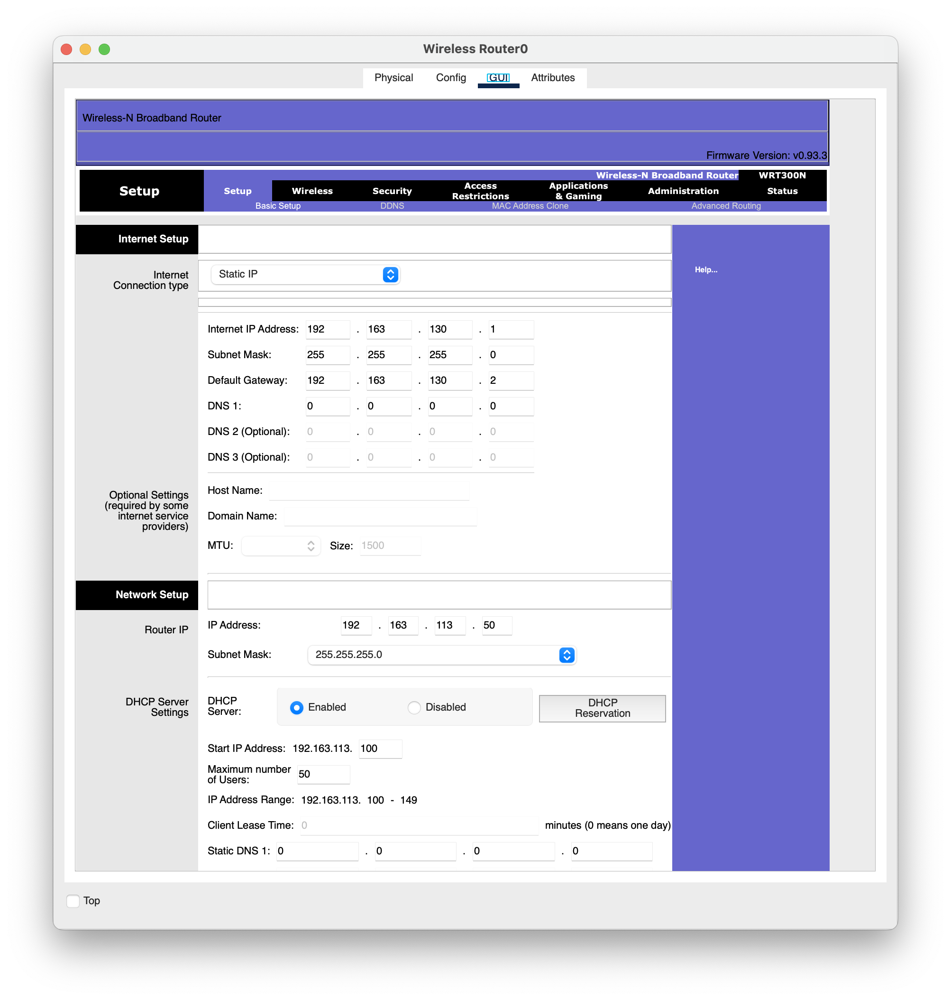 Wireless Router0
Physical Config GUI Attributes
Wireless-N Broadband Router
Firmware Version: v0.93.3
Wireless-N Broadband Router WRT300N
Setup
Setup Wireless Security Access Restrictions Applications & Gaming Administration Status
Basic Setup DDNS MAC Address Clone Advanced Routing
Internet Setup
Internet Connection type
Static IP
Help...
Internet IP Address: 192 . 163 . 130 . 1
Subnet Mask: 255 . 255 . 255 . 0
Default Gateway: 192 . 163 . 130 . 2
DNS 1: 0 . 0 . 0 . 0
DNS 2 (Optional): 0 . 0 . 0 . 0
DNS 3 (Optional): 0 . 0 . 0 . 0
Optional Settings
(required by some
internet service
providers)
Host Name:
Domain Name:
MTU: Size: 1500
Network Setup
Router IP
IP Address: 192 . 163 . 113 . 50
Subnet Mask: 255.255.255.0
DHCP Server
Settings
DHCP
Server: Enabled Disabled
DHCP
Reservation
Start IP Address: 192.163.113. 100
Maximum number
of Users: 50
IP Address Range: 192.163.113. 100 - 149
Client Lease Time: 0 minutes (0 means one day)
Static DNS 1: 0 . 0 . 0 . 0
Top